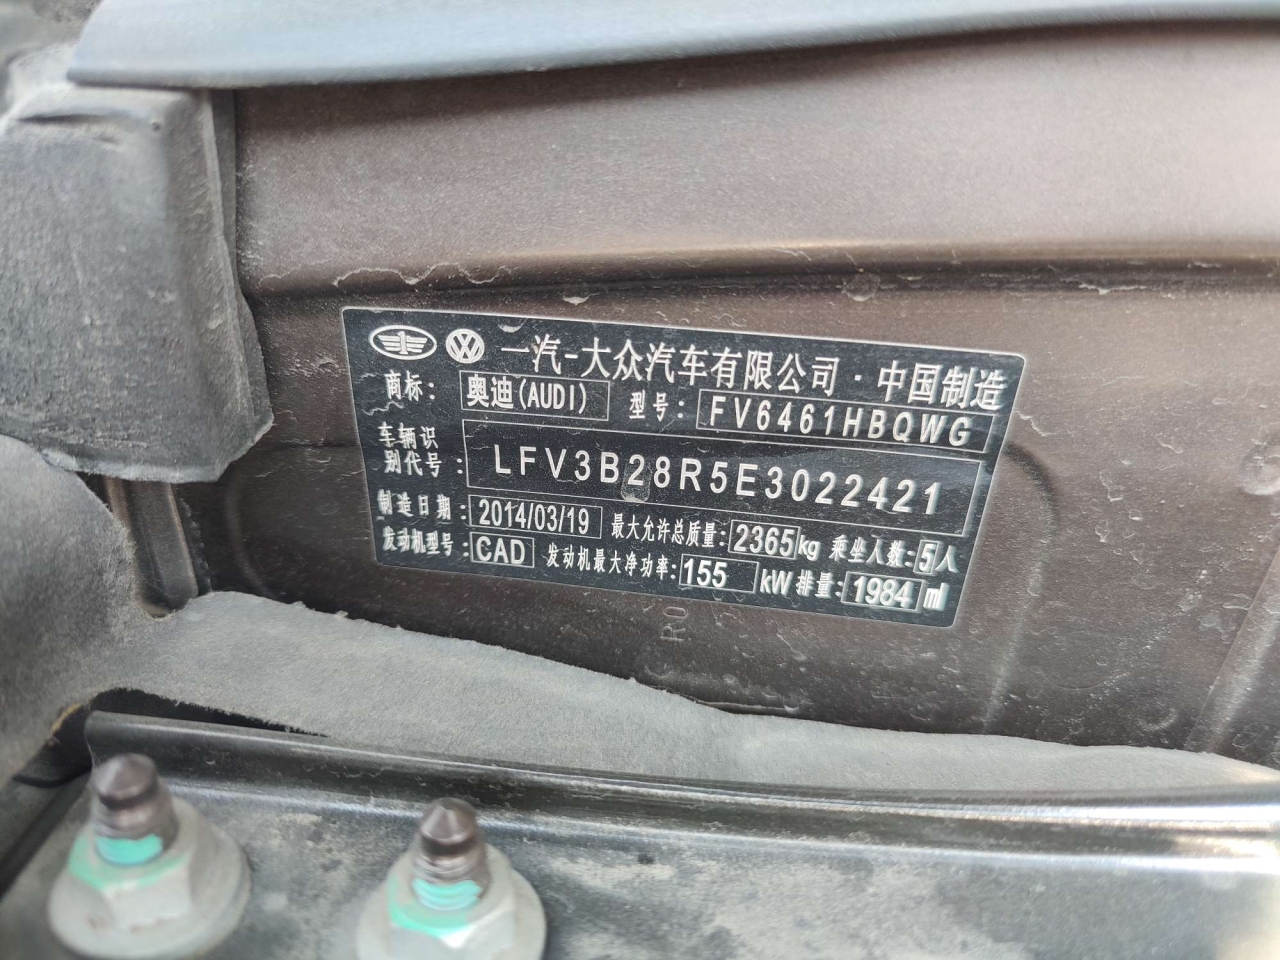 一汽-大众汽车有限公司·中国制造
商标: 奥迪(AUDI) 型号: FV6461HBQWG
车辆识别代号: LFV3B28R5E3022421
制造日期: 2014/03/19 最大允许总质量: 2365kg 乘坐人数: 5人
发动机型号: CAD 发动机最大净功率: 155 kW 排量: 1984 ml